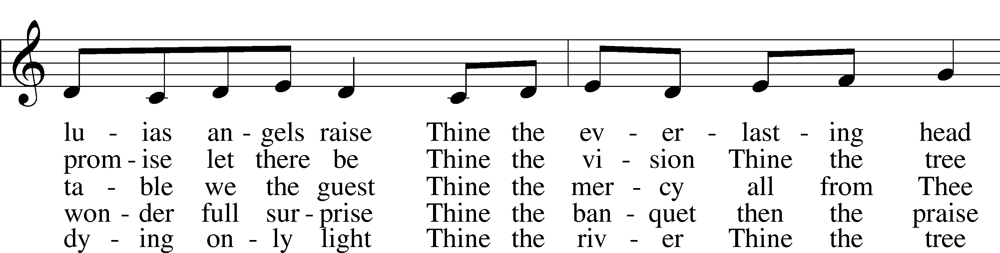 lu - ias an - gels raise Thine the ev - er - last - ing head
prom - ise let there be Thine the vi - sion Thine the tree
ta - ble we the guest Thine the mer - cy all from Thee
won - der full sur - prise Thine the ban - quet then the praise
dy - ing on - ly light Thine the riv - er Thine the tree